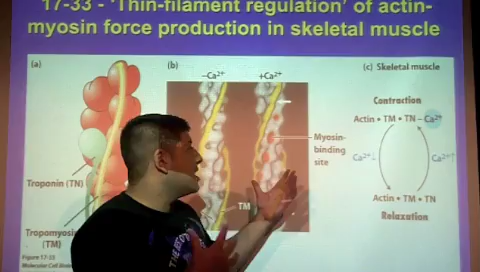 17-33 - 'Thin-filament regulation' of actin-
myosin force production in skeletal muscle
(a)
Troponin (TN)
Tropomyosin
(TM)
Figure 17-33
Molecular Cell
(b)
–Ca2+
+Ca2+
Myosin-
binding
site
TM
(c) Skeletal muscle
Contraction
Actin • TM • TN – Ca2+
Ca2+↓
Ca2+↑
Actin • TM • TN
Relaxation